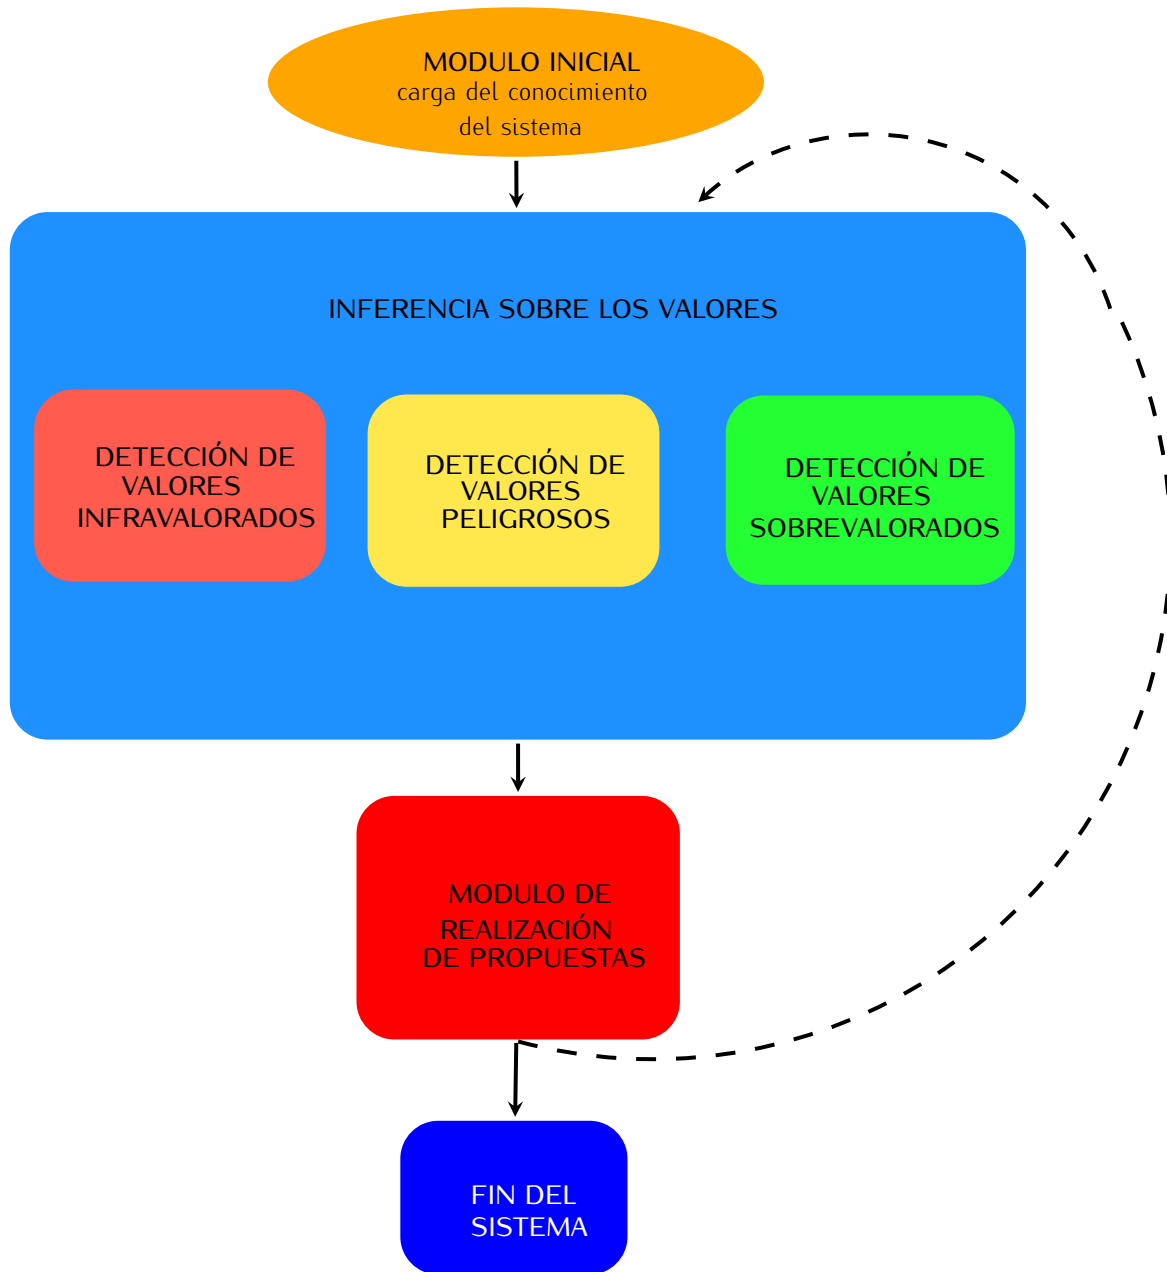 MODULO INICIAL
carga del conocimiento
del sistema
INFERENCIA SOBRE LOS VALORES
DETECCIÓN DE
VALORES
INFRAVALORADOS
DETECCIÓN DE
VALORES
PELIGROSOS
DETECCIÓN DE
VALORES
SOBREVALORADOS
MODULO DE
REALIZACIÓN
DE PROPUESTAS
FIN DEL
SISTEMA